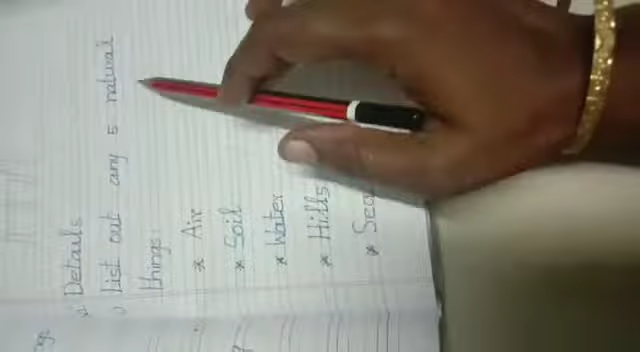 Details
List out any 5 natural
things:
* Air
* Soil
* Water
* Hills
* Sea